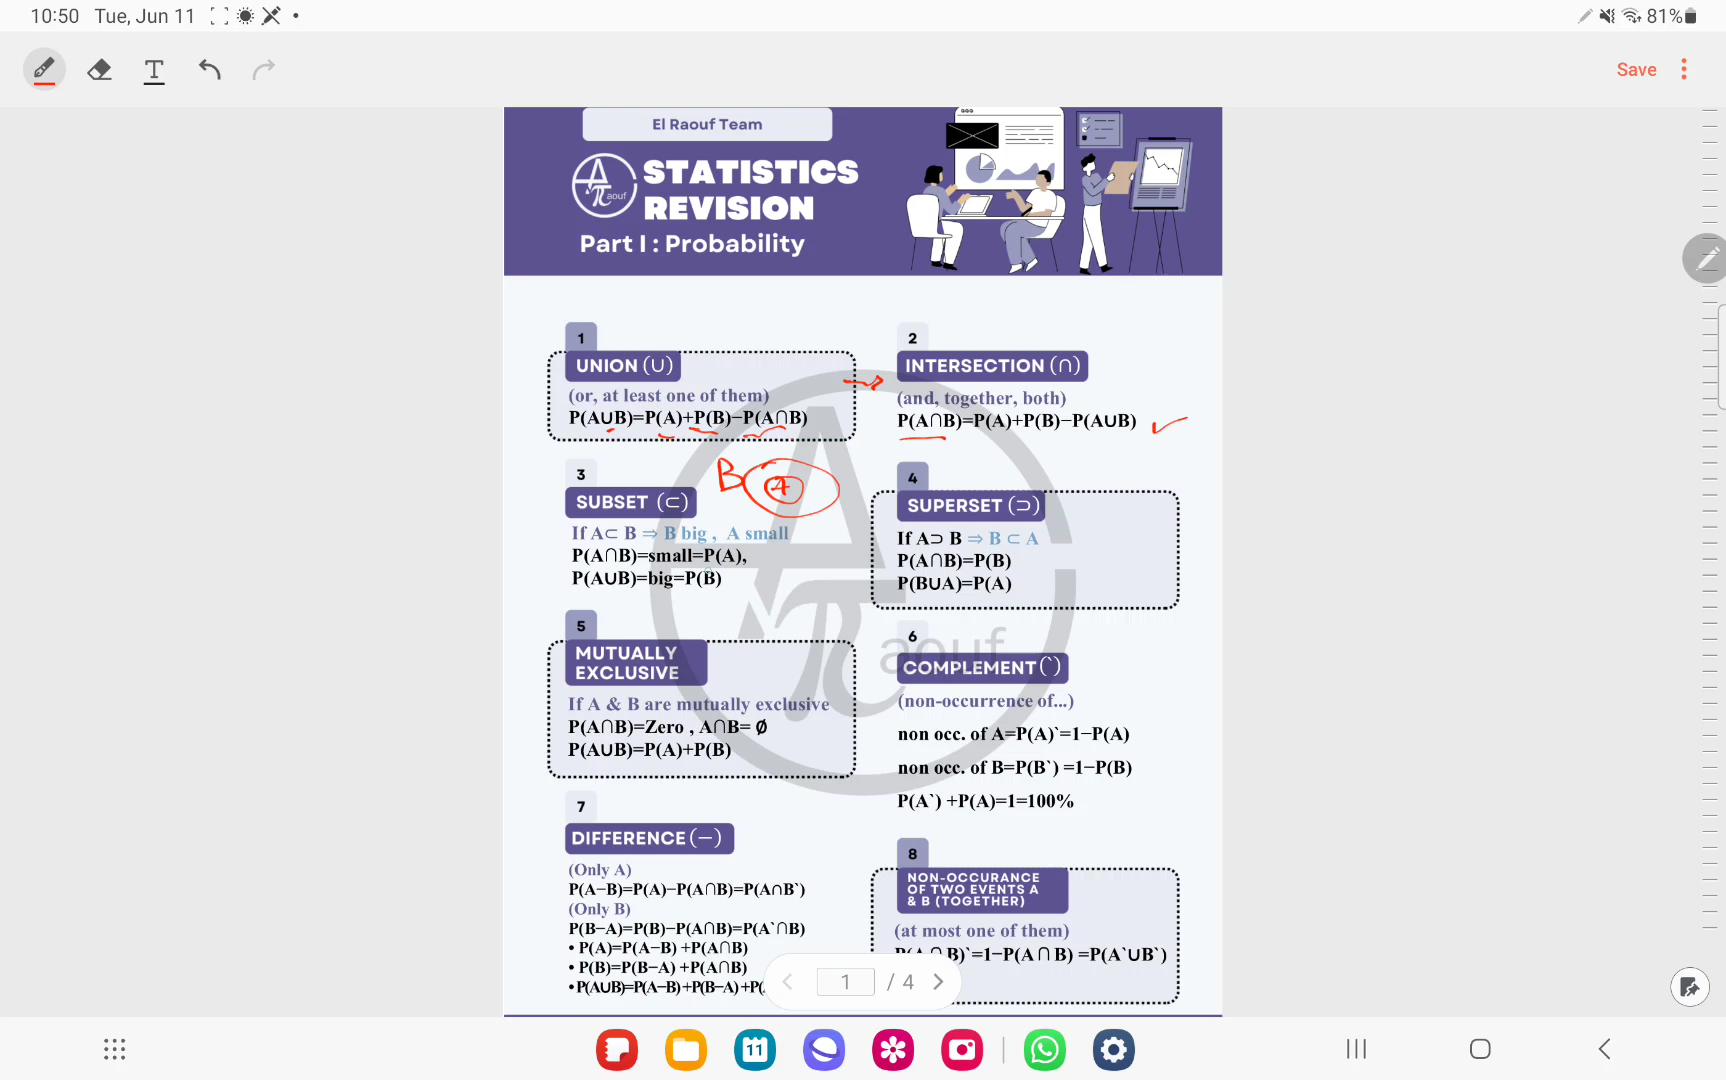 10:50 Tue, Jun 11
81%
Save
El Raouf Team
A
π aouf
STATISTICS
REVISION
Part I : Probability
1
UNION (∪)
(or, at least one of them)
P(A∪B)=P(A)+P(B)−P(A∩B)
2
INTERSECTION (∩)
(and, together, both)
P(A∩B)=P(A)+P(B)−P(A∪B)
3
SUBSET (⊂)
B
A
If A⊂ B ⇒ B big , A small
P(A∩B)=small=P(A),
P(A∪B)=big=P(B)
4
SUPERSET (⊃)
If A⊃ B ⇒ B ⊂ A
P(A∩B)=P(B)
P(B∪A)=P(A)
5
MUTUALLY
EXCLUSIVE
If A & B are mutually exclusive
P(A∩B)=Zero , A∩B= ∅
P(A∪B)=P(A)+P(B)
6
COMPLEMENT(`)
(non-occurrence of...)
non occ. of A=P(A)`=1−P(A)
non occ. of B=P(B`) =1−P(B)
P(A`) +P(A)=1=100%
7
DIFFERENCE (−)
(Only A)
P(A−B)=P(A)−P(A∩B)=P(A∩B`)
(Only B)
P(B−A)=P(B)−P(A∩B)=P(A`∩B)
• P(A)=P(A−B) +P(A∩B)
• P(B)=P(B−A) +P(A∩B)
•P(A∪B)=P(A−B)+P(B−A)+P(
8
NON-OCCURANCE
OF TWO EVENTS A
& B (TOGETHER)
(at most one of them)
P(A∩B)`=1−P(A∩B) =P(A`∪B`)
A
π aouf
1 / 4
11